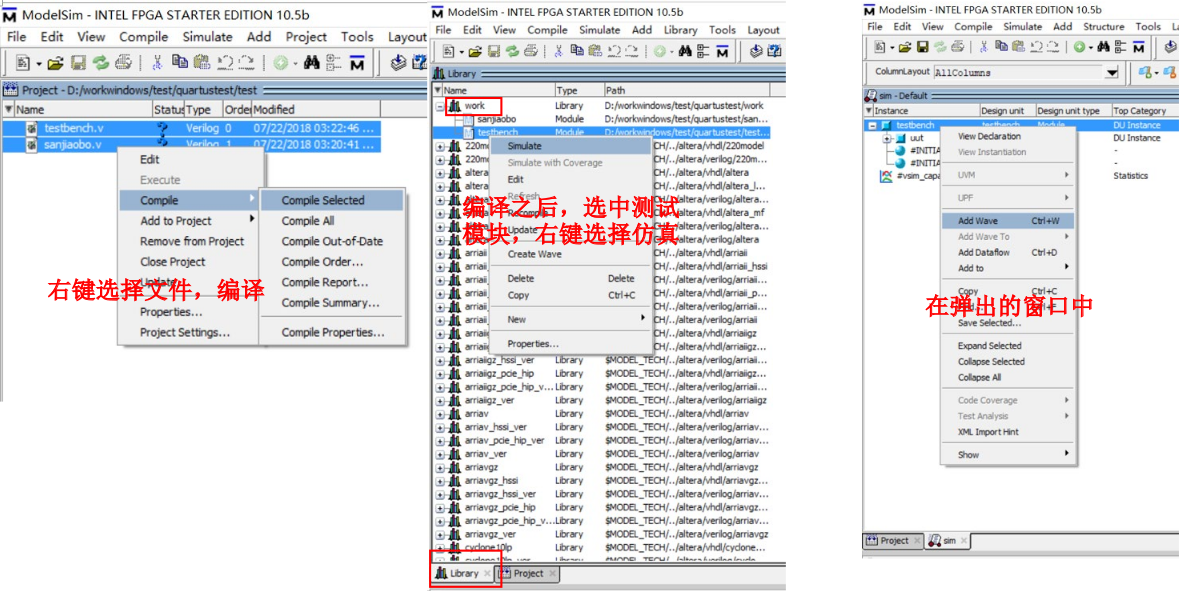 ModelSim - INTEL FPGA STARTER EDITION 10.5b
File Edit View Compile Simulate Add Project Tools Layout
Project - D:/workwindows/test/quartustest/test
Name Status Type Order Modified
testbench.v ? Verilog 0 07/22/2018 03:22:46 ...
sanjiaobo.v ? Verilog 1 07/22/2018 03:20:41 ...
Edit
Execute
Compile
Add to Project
Remove from Project
Close Project
Update
Properties...
Project Settings...
Compile Selected
Compile All
Compile Out-of-Date
Compile Order...
Compile Report...
Compile Summary...
Compile Properties...
右键选择文件，编译
ModelSim - INTEL FPGA STARTER EDITION 10.5b
File Edit View Compile Simulate Add Library Tools Layout
Library
Name Type Path
work Library D:/workwindows/test/quartustest/work
sanjiaobo Module D:/workwindows/test/quartustest/san...
testbench Module D:/workwindows/test/quartustest/test...
220mo
220mo
altera
altera
Simulate
Simulate with Coverage
Edit
Refresh
Recompile
Update
Create Wave
Delete Delete
Copy Ctrl+C
New
Properties...
CH/../altera/vhdl/220model
CH/../altera/verilog/220m...
CH/../altera/vhdl/altera
CH/../altera/vhdl/altera_l...
CH/../altera/verilog/altera...
CH/../altera/vhdl/altera_mf
CH/../altera/verilog/altera...
CH/../altera/verilog/altera
CH/../altera/vhdl/arriaii
CH/../altera/vhdl/arriaii_hssi
CH/../altera/verilog/arriaii...
CH/../altera/vhdl/arriaii_p...
CH/../altera/verilog/arriaii...
CH/../altera/verilog/arriaii
CH/../altera/vhdl/arriaiigz
CH/../altera/vhdl/arriaiigz...
编译之后，选中测试
模块，右键选择仿真
arriaiigz_hssi_ver Library $MODEL_TECH/../altera/verilog/arriaii...
arriaiigz_pcie_hip Library $MODEL_TECH/../altera/vhdl/arriaiigz...
arriaiigz_pcie_hip_v... Library $MODEL_TECH/../altera/verilog/arriaii...
arriaiigz_ver Library $MODEL_TECH/../altera/verilog/arriaiigz
arriav Library $MODEL_TECH/../altera/vhdl/arriav
arriav_hssi_ver Library $MODEL_TECH/../altera/verilog/arriav...
arriav_pcie_hip_ver Library $MODEL_TECH/../altera/verilog/arriav...
arriav_ver Library $MODEL_TECH/../altera/verilog/arriav
arriavgz Library $MODEL_TECH/../altera/vhdl/arriavgz
arriavgz_hssi Library $MODEL_TECH/../altera/vhdl/arriavgz...
arriavgz_hssi_ver Library $MODEL_TECH/../altera/verilog/arriav...
arriavgz_pcie_hip Library $MODEL_TECH/../altera/vhdl/arriavgz...
arriavgz_pcie_hip_v... Library $MODEL_TECH/../altera/verilog/arriav...
arriavgz_ver Library $MODEL_TECH/../altera/verilog/arriavgz
cyclone10lp Library $MODEL_TECH/../altera/vhdl/cyclone...
cyclone10lp_ver Library $MODEL_TECH/../altera/verilog/cyclo...
Library Project
ModelSim - INTEL FPGA STARTER EDITION 10.5b
File Edit View Compile Simulate Add Structure Tools La
ColumnLayout AllColumns
sim - Default
Instance Design unit Design unit type Top Category
testbench testbench Module DU Instance
uut DU Instance
#INITIA -
#INITIA -
#vsim_capa Statistics
View Declaration
View Instantiation
UVM
UPF
Add Wave Ctrl+W
Add Wave To
Add Dataflow Ctrl+D
Add to
Copy Ctrl+C
在弹出的窗口中
Save Selected...
Expand Selected
Collapse Selected
Collapse All
Code Coverage
Test Analysis
XML Import Hint
Show
Project sim